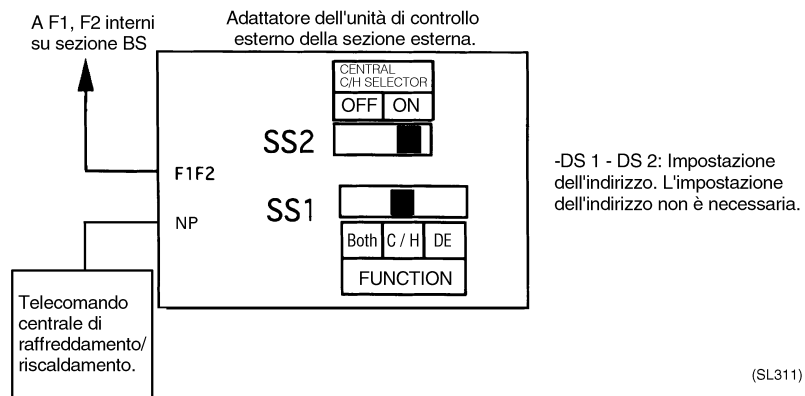 A F1, F2 interni
su sezione BS
Adattatore dell'unità di controllo
esterno della sezione esterna.
CENTRAL
C/H SELECTOR:
OFF ON
SS2
F1F2
SS1
NP
Both C / H DE
FUNCTION
Telecomando
centrale di
raffreddamento/
riscaldamento.
-DS 1 - DS 2: Impostazione
dell'indirizzo. L'impostazione
dell'indirizzo non è necessaria.
(SL311)